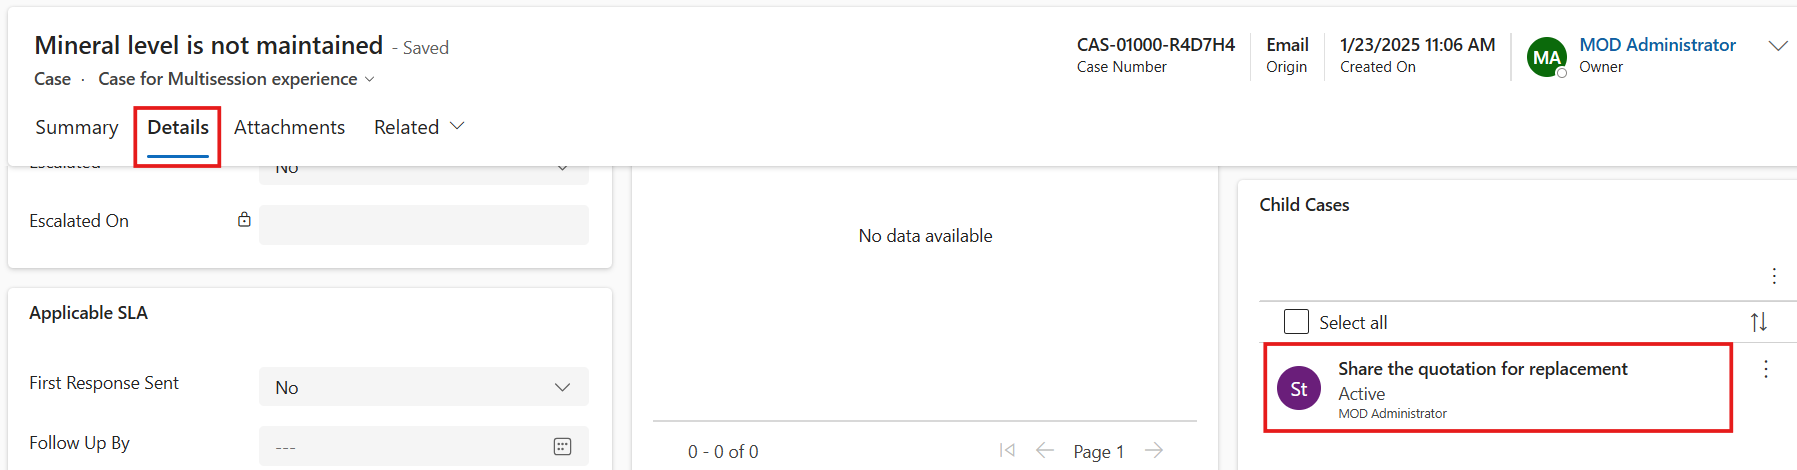 Mineral level is not maintained - Saved
Case · Case for Multisession experience
CAS-01000-R4D7H4
Case Number
Email
Origin
1/23/2025 11:06 AM
Created On
MA
MOD Administrator
Owner
Summary
Details
Attachments
Related
Escalated
No
Escalated On
Applicable SLA
First Response Sent
No
Follow Up By
---
No data available
0 - 0 of 0
Page 1
Child Cases
Select all
St
Share the quotation for replacement
Active
MOD Administrator